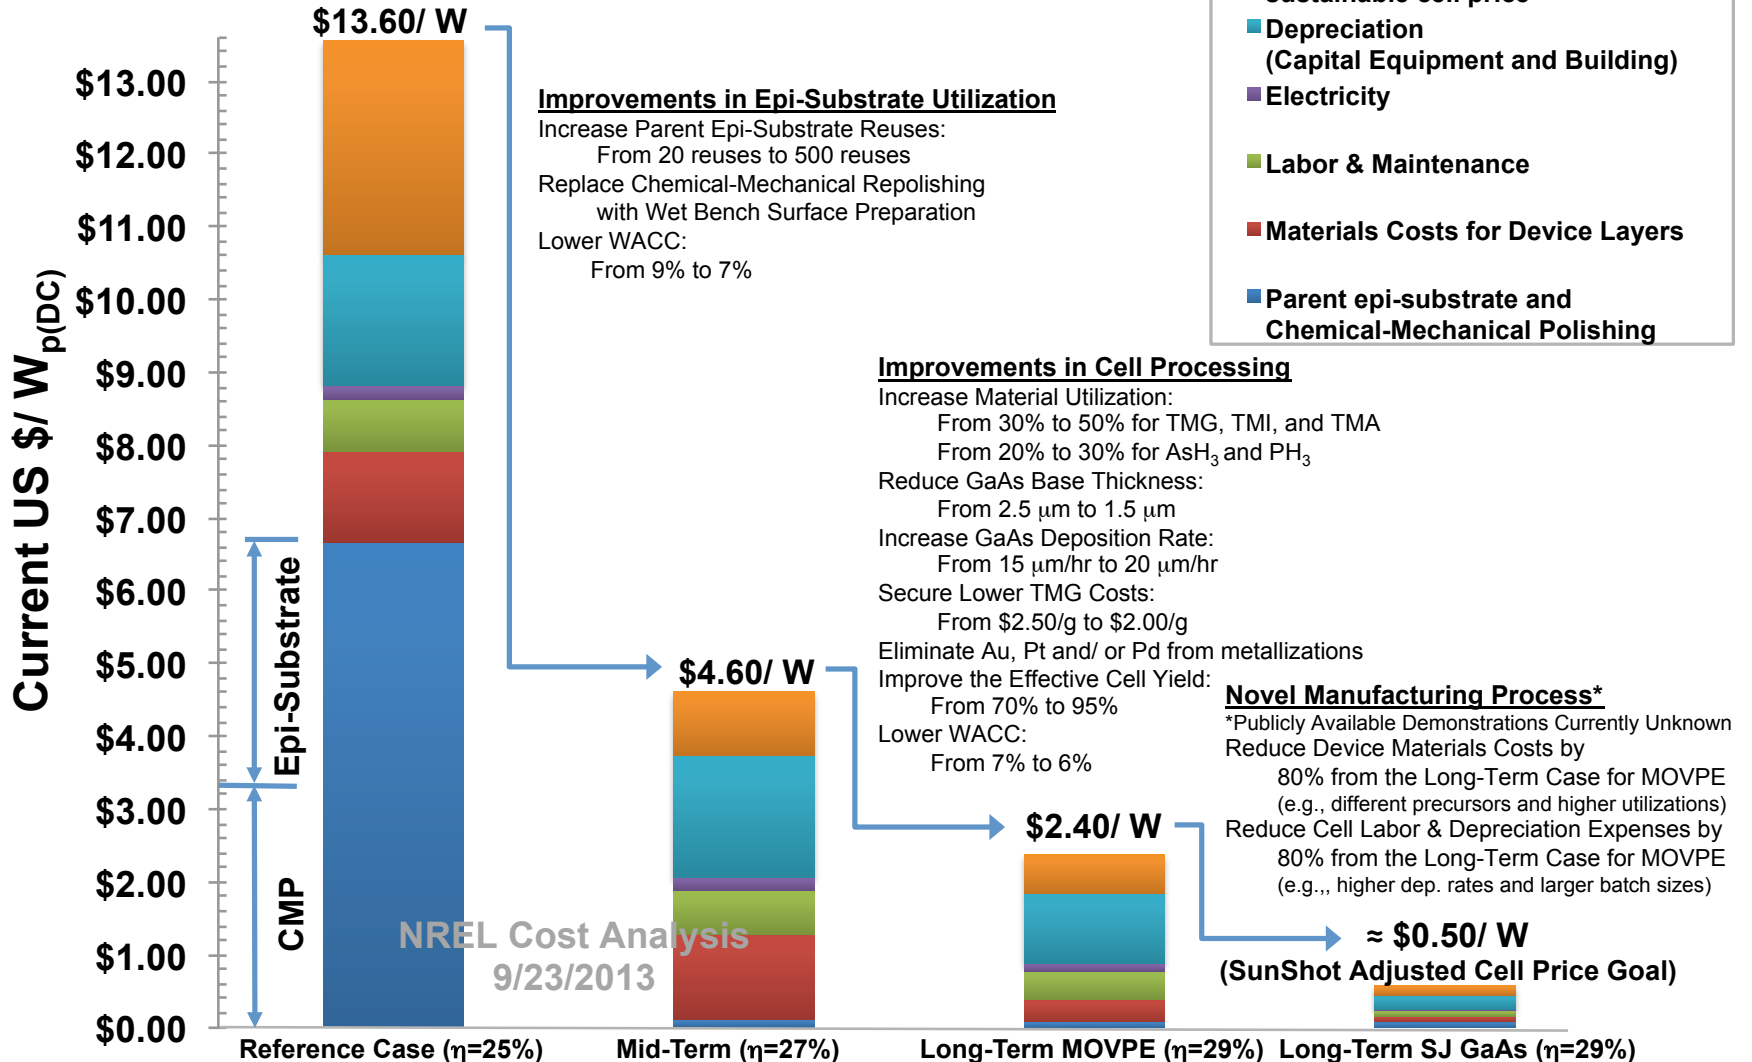 sustainable cell price
Depreciation
(Capital Equipment and Building)
Electricity
Labor & Maintenance
Materials Costs for Device Layers
Parent epi-substrate and
Chemical-Mechanical Polishing
Current US $/ Wp(DC)
$13.00
$12.00
$11.00
$10.00
$9.00
$8.00
$7.00
$6.00
$5.00
$4.00
$3.00
$2.00
$1.00
$0.00
Epi-Substrate
CMP
$13.60/ W
Improvements in Epi-Substrate Utilization
Increase Parent Epi-Substrate Reuses:
From 20 reuses to 500 reuses
Replace Chemical-Mechanical Repolishing
with Wet Bench Surface Preparation
Lower WACC:
From 9% to 7%
$4.60/ W
Improvements in Cell Processing
Increase Material Utilization:
From 30% to 50% for TMG, TMI, and TMA
From 20% to 30% for AsH3 and PH3
Reduce GaAs Base Thickness:
From 2.5 μm to 1.5 μm
Increase GaAs Deposition Rate:
From 15 μm/hr to 20 μm/hr
Secure Lower TMG Costs:
From $2.50/g to $2.00/g
Eliminate Au, Pt and/ or Pd from metallizations
Improve the Effective Cell Yield:
From 70% to 95%
Lower WACC:
From 7% to 6%
$2.40/ W
Novel Manufacturing Process*
*Publicly Available Demonstrations Currently Unknown
Reduce Device Materials Costs by
80% from the Long-Term Case for MOVPE
(e.g., different precursors and higher utilizations)
Reduce Cell Labor & Depreciation Expenses by
80% from the Long-Term Case for MOVPE
(e.g.,, higher dep. rates and larger batch sizes)
≈ $0.50/ W
(SunShot Adjusted Cell Price Goal)
NREL Cost Analysis
9/23/2013
Reference Case (η=25%)
Mid-Term (η=27%)
Long-Term MOVPE (η=29%)
Long-Term SJ GaAs (η=29%)